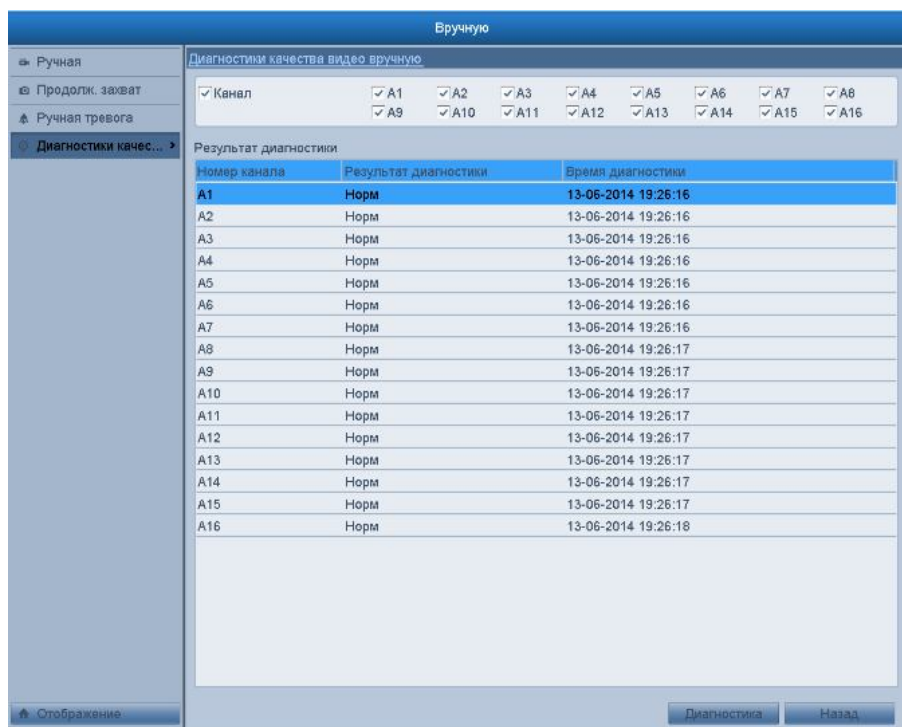 Вручную
Ручная
Продолж. захват
Ручная тревога
Диагностики качес...
Диагностики качества видео вручную
Канал A1 A2 A3 A4 A5 A6 A7 A8
A9 A10 A11 A12 A13 A14 A15 A16
Результат диагностики
Номер канала Результат диагностики Время диагностики
A1 Норм 13-06-2014 19:26:16
A2 Норм 13-06-2014 19:26:16
A3 Норм 13-06-2014 19:26:16
A4 Норм 13-06-2014 19:26:16
A5 Норм 13-06-2014 19:26:16
A6 Норм 13-06-2014 19:26:16
A7 Норм 13-06-2014 19:26:16
A8 Норм 13-06-2014 19:26:17
A9 Норм 13-06-2014 19:26:17
A10 Норм 13-06-2014 19:26:17
A11 Норм 13-06-2014 19:26:17
A12 Норм 13-06-2014 19:26:17
A13 Норм 13-06-2014 19:26:17
A14 Норм 13-06-2014 19:26:17
A15 Норм 13-06-2014 19:26:17
A16 Норм 13-06-2014 19:26:18
Отображение
Диагностика Назад